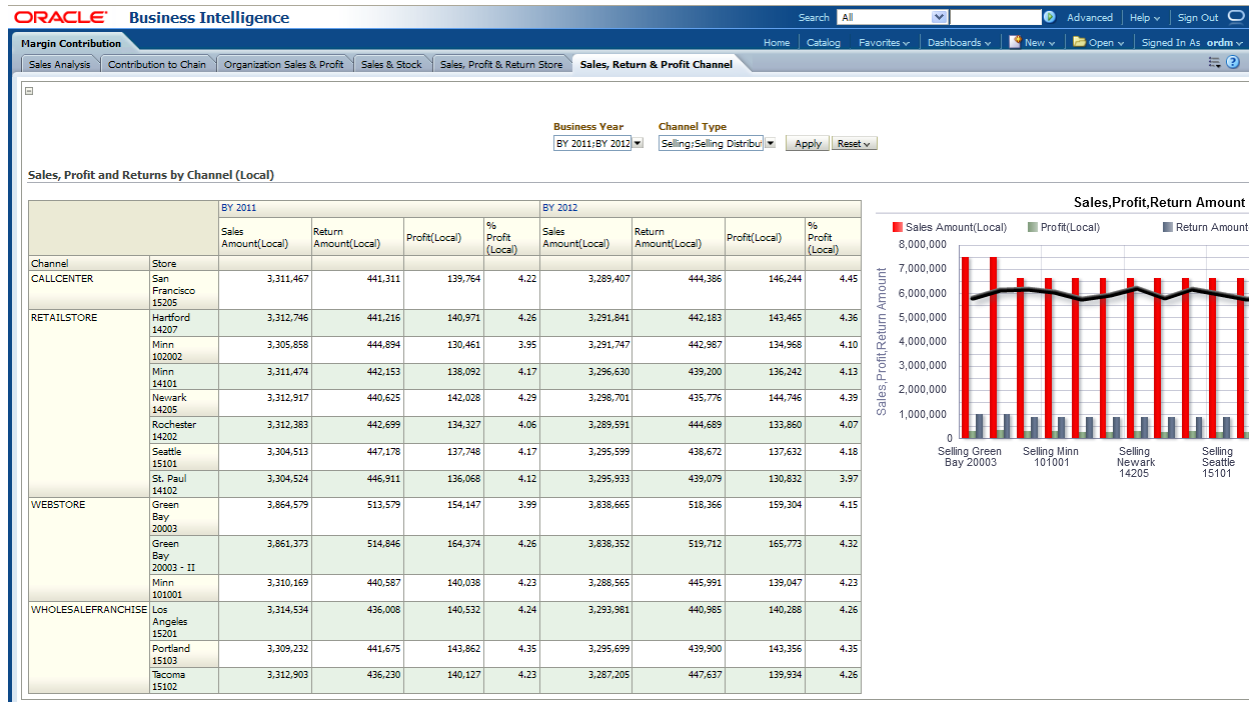 ORACLE Business Intelligence
Search All Advanced Help Sign Out
Margin Contribution
Home Catalog Favorites Dashboards New Open Signed In As ordm
Sales Analysis Contribution to Chain Organization Sales & Profit Sales & Stock Sales, Profit & Return Store Sales, Return & Profit Channel
Business Year Channel Type
BY 2011;BY 2012 Selling;Selling Distribut Apply Reset
Sales, Profit and Returns by Channel (Local)
BY 2011 BY 2012
Sales Amount(Local) Return Amount(Local) Profit(Local) % Profit (Local) Sales Amount(Local) Return Amount(Local) Profit(Local) % Profit (Local)
Channel Store
CALLCENTER San Francisco 15205 3,311,467 441,311 139,764 4.22 3,289,407 444,386 146,244 4.45
RETAILSTORE Hartford 14207 3,312,746 441,216 140,971 4.26 3,291,841 442,183 143,465 4.36
Minn 102002 3,305,858 444,894 130,461 3.95 3,291,747 442,987 134,968 4.10
Minn 14101 3,311,474 442,153 138,092 4.17 3,296,630 439,200 136,242 4.13
Newark 14205 3,312,917 440,625 142,028 4.29 3,298,701 435,776 144,746 4.39
Rochester 14202 3,312,383 442,699 134,327 4.06 3,289,591 444,689 133,860 4.07
Seattle 15101 3,304,513 447,178 137,748 4.17 3,295,599 438,672 137,632 4.18
St. Paul 14102 3,304,524 446,911 136,068 4.12 3,295,933 439,079 130,832 3.97
WEBSTORE Green Bay 20003 3,864,579 513,579 154,147 3.99 3,838,665 518,366 159,304 4.15
Green Bay 20003 - II 3,861,373 514,846 164,374 4.26 3,838,352 519,712 165,773 4.32
Minn 101001 3,310,169 440,587 140,038 4.23 3,288,565 445,991 139,047 4.23
WHOLESALEFRANCHISE Los Angeles 15201 3,314,534 436,008 140,532 4.24 3,293,981 440,985 140,288 4.26
Portland 15103 3,309,232 441,675 143,862 4.35 3,295,699 439,900 143,356 4.35
Tacoma 15102 3,312,903 436,230 140,127 4.23 3,287,205 447,637 139,934 4.26
Sales,Profit,Return Amount
Sales Amount(Local) Profit(Local) Return Amount
Sales,Profit,Return Amount
8,000,000
7,000,000
6,000,000
5,000,000
4,000,000
3,000,000
2,000,000
1,000,000
0
Selling Green Bay 20003 Selling Minn 101001 Selling Newark 14205 Selling Seattle 15101